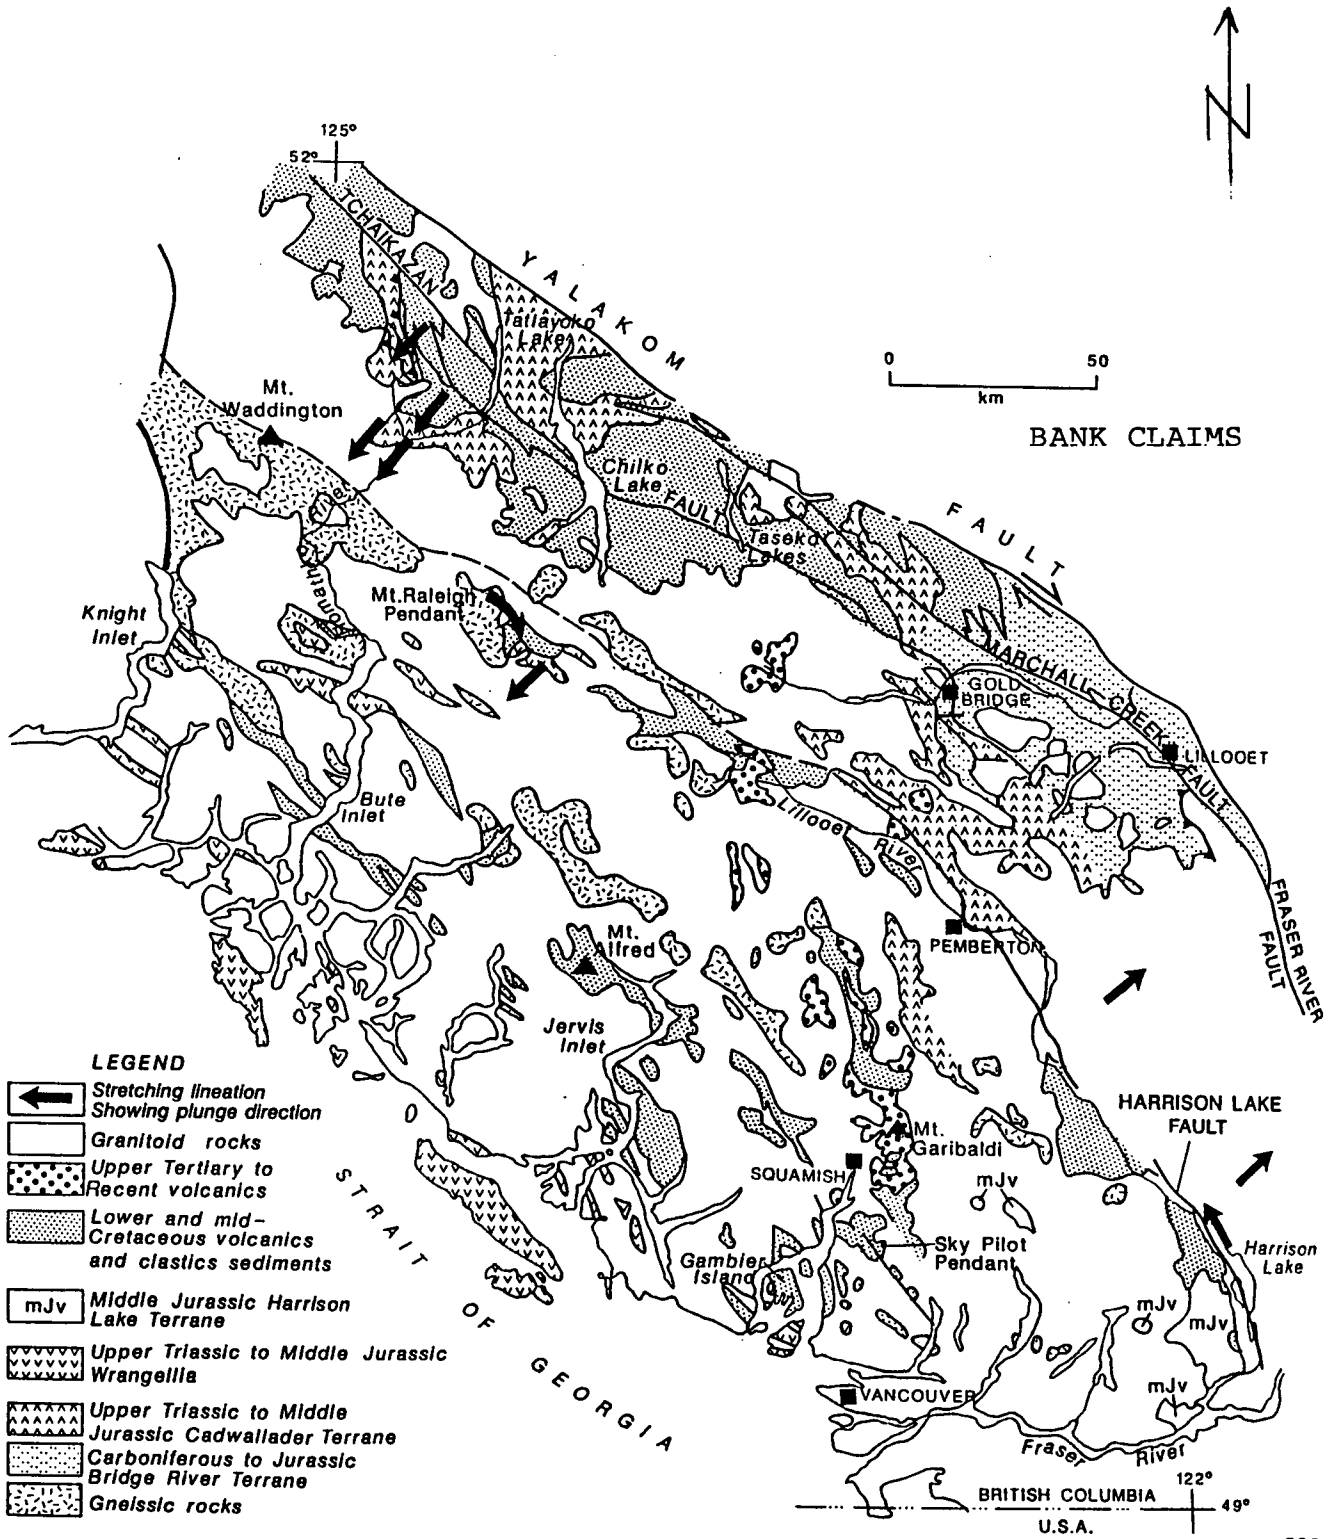 N
125°
52°
TCHAIKAZAN
YALAKOM
Tatlayoko
Lake
0 50
km
BANK CLAIMS
Mt.
Waddington
Chilko
Lake
FAULT
FAULT
Taseko
Lakes
River
Homathko
Mt.Raleigh
Pendant
Knight
Inlet
MARCHALL CREEK FAULT
GOLD
BRIDGE
LILLOOET
Bute
Inlet
Lillooet
River
FRASER RIVER
FAULT
Mt.
Alfred
PEMBERTON
Jervis
Inlet
HARRISON LAKE
FAULT
Mt.
Garibaldi
SQUAMISH
mJv
Sky Pilot
Pendant
Gambier
Island
Harrison
Lake
mJv
mJv
mJv
STRAIT
OF
GEORGIA
VANCOUVER
Fraser
River
122°
BRITISH COLUMBIA
49°
U.S.A.
LEGEND
Stretching lineation
Showing plunge direction
Granitoid rocks
Upper Tertiary to
Recent volcanics
Lower and mid-
Cretaceous volcanics
and clastics sediments
mJv
Middle Jurassic Harrison
Lake Terrane
Upper Triassic to Middle Jurassic
Wrangellia
Upper Triassic to Middle
Jurassic Cadwallader Terrane
Carboniferous to Jurassic
Bridge River Terrane
Gneissic rocks